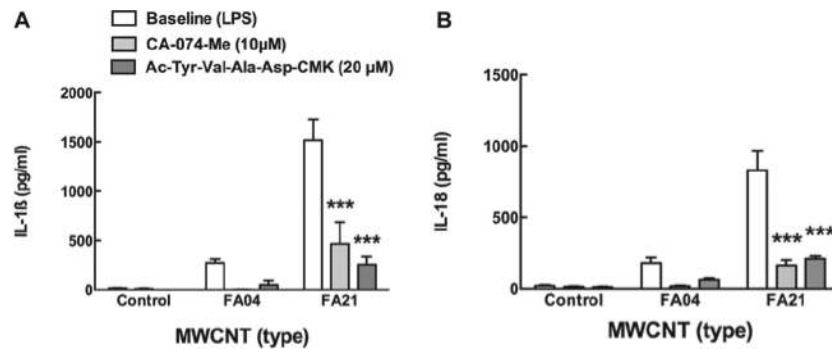 A
Baseline (LPS)
CA-074-Me (10µM)
Ac-Tyr-Val-Ala-Asp-CMK (20 µM)
IL-1ß (pg/ml)
2000
1500
1000
500
0
***
***
Control FA04 FA21
MWCNT (type)
B
IL-18 (pg/ml)
1500
1000
500
0
***
***
Control FA04 FA21
MWCNT (type)